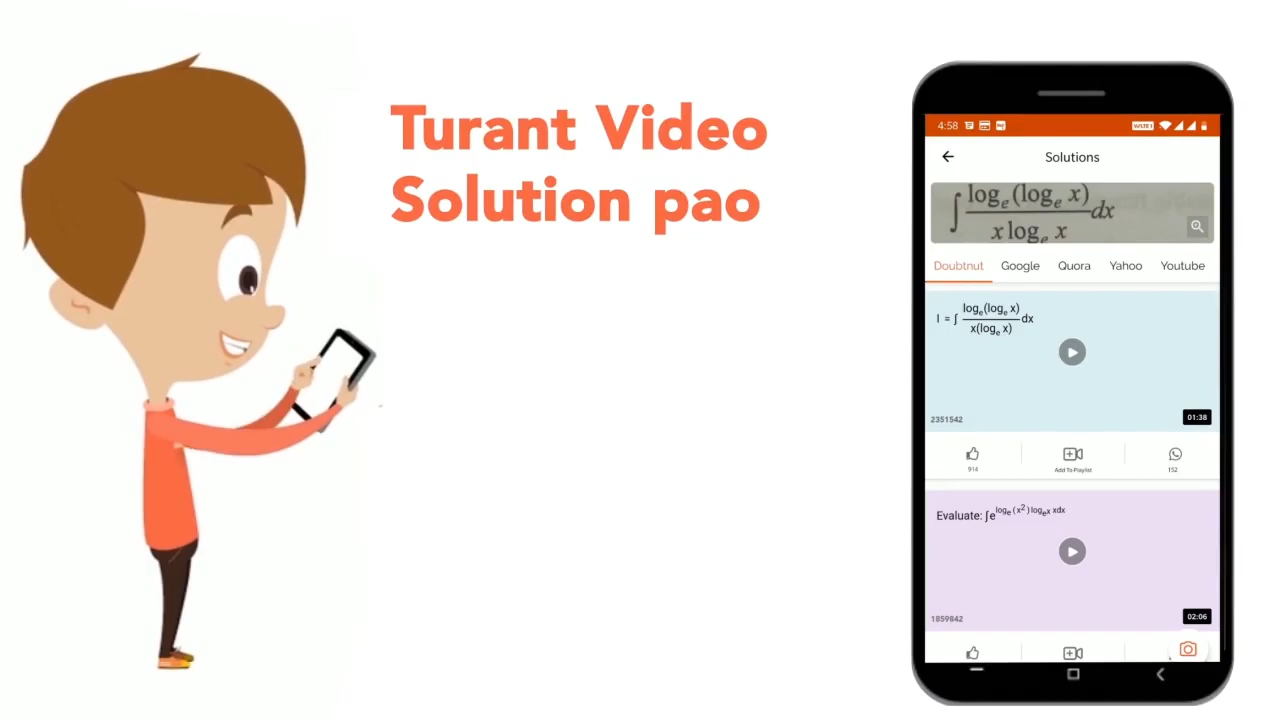 Turant Video
Solution pao
4:58
VoLTE1
Solutions
∫ logₑ(logₑ x) / x logₑ x dx
Doubtnut Google Quora Yahoo Youtube
I = ∫ logₑ(logₑ x) / x(logₑ x) dx
2351542 01:38
914 Add To Playlist 152
Evaluate: ∫e^logₑ(x²)logₑx xdx
1859842 02:06